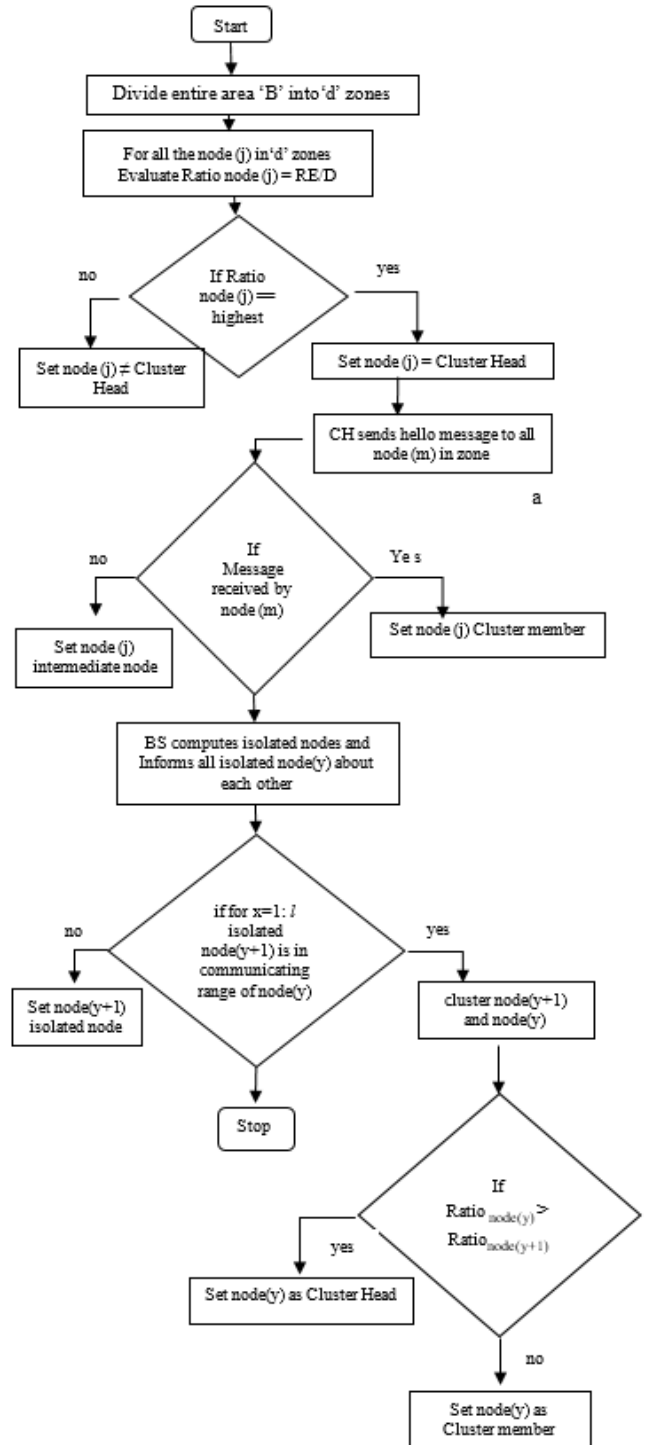 Start
Divide entire area ‘B’ into ‘d’ zones
For all the node (j) in ‘d’ zones
Evaluate Ratio node (j) = RE/D
no
If Ratio
node (j) ==
highest
yes
Set node (j) ≠ Cluster
Head
Set node (j) = Cluster Head
CH sends hello message to all
node (m) in zone
a
no
If
Message
received by
node (m)
Ye s
Set node (j)
intermediate node
Set node (j) Cluster member
BS computes isolated nodes and
Informs all isolated node(y) about
each other
no
if for x=1: l
isolated
node(y+1) is in
communicating
range of node(y)
yes
Set node(y+1)
isolated node
cluster node(y+1)
and node(y)
Stop
If
Ratio node(y) >
Ratio node(y+1)
yes
Set node(y) as Cluster Head
no
Set node(y) as
Cluster member